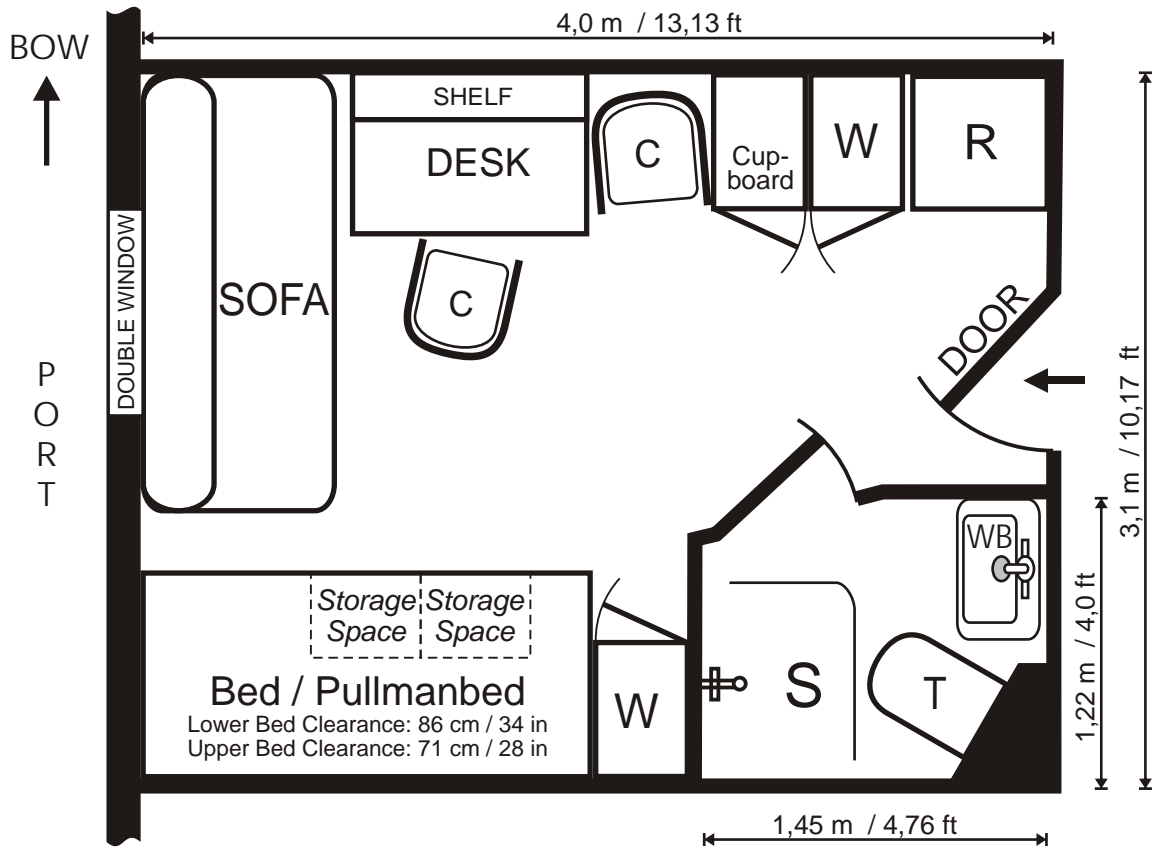 4,0 m / 13,13 ft
BOW
SHELF
DESK
C
Cup-
board
W
R
DOUBLE WINDOW
SOFA
C
DOOR
P
O
R
T
3,1 m / 10,17 ft
WB
1,22 m / 4,0 ft
Storage
Space
Storage
Space
Bed / Pullmanbed
Lower Bed Clearance: 86 cm / 34 in
Upper Bed Clearance: 71 cm / 28 in
W
S
T
1,45 m / 4,76 ft